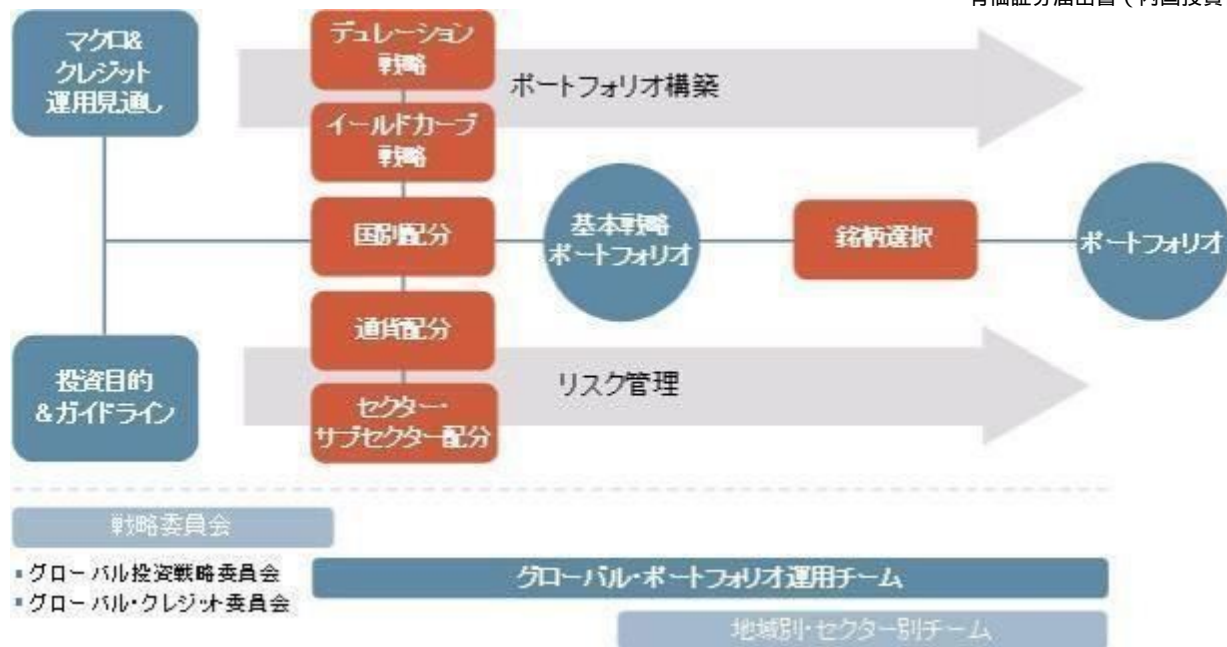 有価証券届出書(内国投資
マクロ&
クレジット
運用見通し
デュレーション
戦略
ポートフォリオ構築
イールドカーブ
戦略
国別配分
基本戦略
ポートフォリオ
銘柄選択
ポートフォリオ
通貨配分
投資目的
&ガイドライン
リスク管理
セクター・
サブセクター配分
戦略委員会
▪グローバル投資戦略委員会
▪グローバル・クレジット委員会
グローバル・ポートフォリオ運用チーム
地域別・セクター別チーム